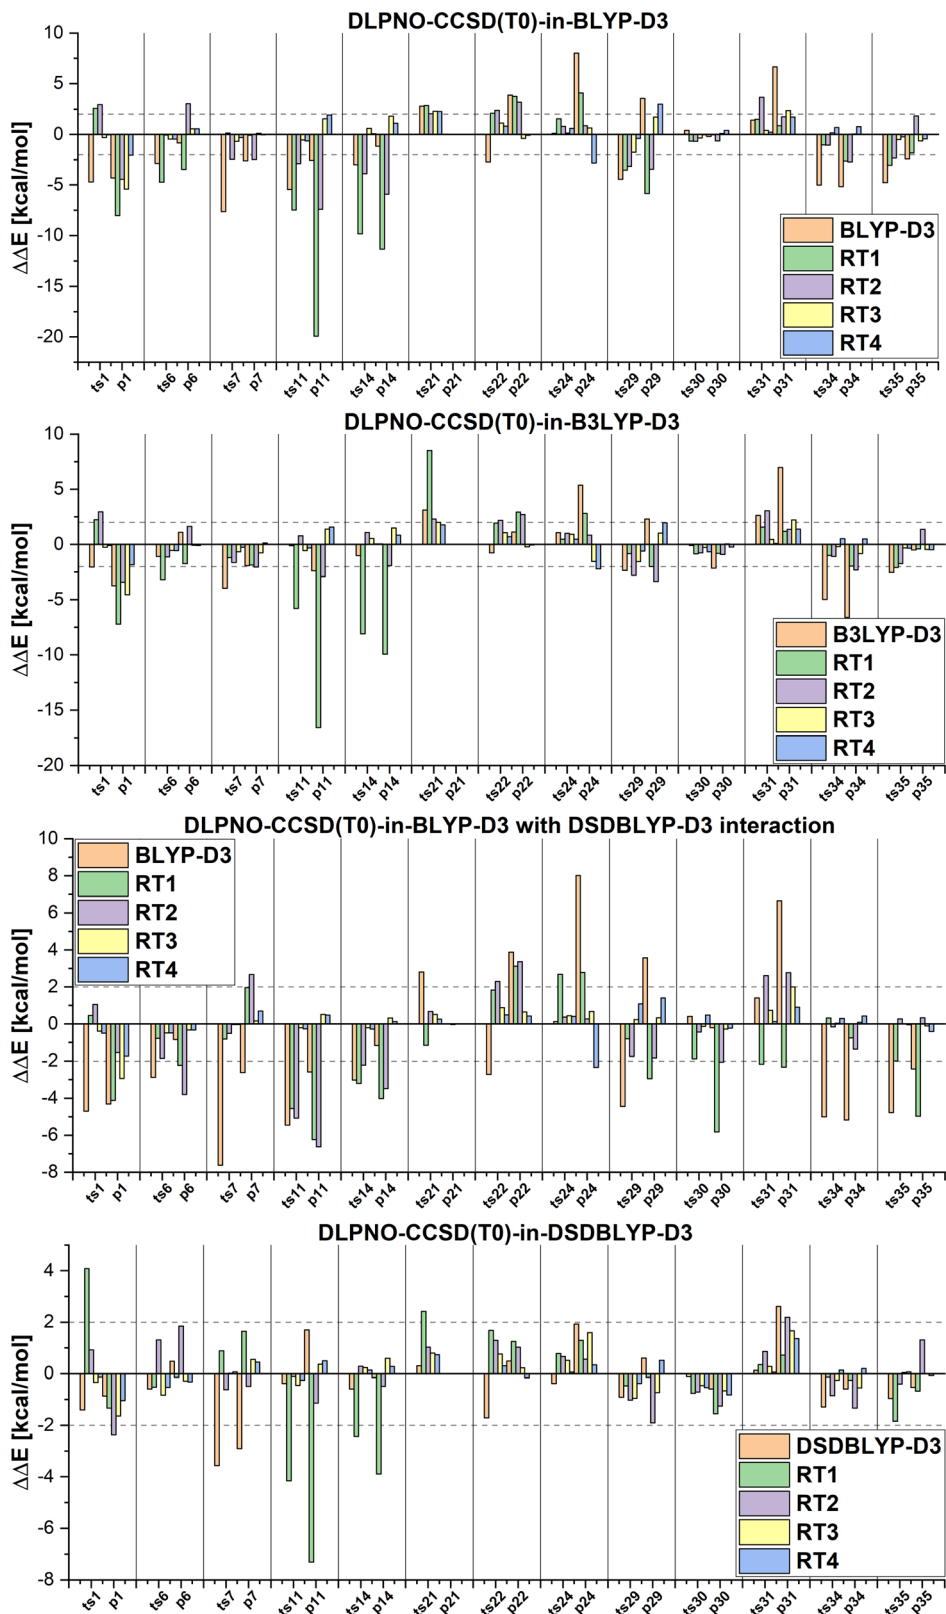 DLPNO-CCSD(T0)-in-BLYP-D3
ΔΔE [kcal/mol]
10
5
0
-5
-10
-15
-20
BLYP-D3
RT1
RT2
RT3
RT4
ts1 p1 ts6 p6 ts7 p7 ts11 p11 ts14 p14 ts21 p21 ts22 p22 ts24 p24 ts29 p29 ts30 p30 ts31 p31 ts34 p34 ts35 p35
DLPNO-CCSD(T0)-in-B3LYP-D3
ΔΔE [kcal/mol]
10
5
0
-5
-10
-15
-20
B3LYP-D3
RT1
RT2
RT3
RT4
ts1 p1 ts6 p6 ts7 p7 ts11 p11 ts14 p14 ts21 p21 ts22 p22 ts24 p24 ts29 p29 ts30 p30 ts31 p31 ts34 p34 ts35 p35
DLPNO-CCSD(T0)-in-BLYP-D3 with DSDBLYP-D3 interaction
ΔΔE [kcal/mol]
10
8
6
4
2
0
-2
-4
-6
-8
BLYP-D3
RT1
RT2
RT3
RT4
ts1 p1 ts6 p6 ts7 p7 ts11 p11 ts14 p14 ts21 p21 ts22 p22 ts24 p24 ts29 p29 ts30 p30 ts31 p31 ts34 p34 ts35 p35
DLPNO-CCSD(T0)-in-DSDBLYP-D3
ΔΔE [kcal/mol]
4
2
0
-2
-4
-6
-8
DSDBLYP-D3
RT1
RT2
RT3
RT4
ts1 p1 ts6 p6 ts7 p7 ts11 p11 ts14 p14 ts21 p21 ts22 p22 ts24 p24 ts29 p29 ts30 p30 ts31 p31 ts34 p34 ts35 p35